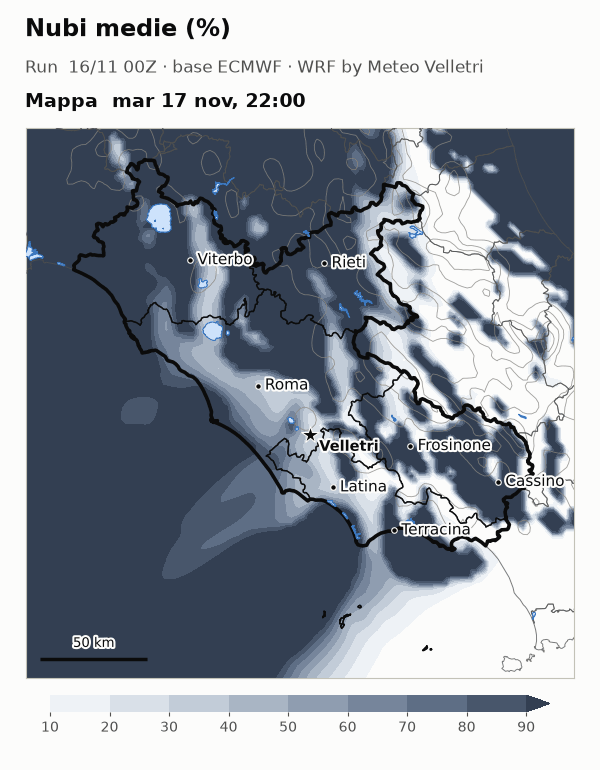 Nubi medie (%)
Run 16/11 00Z · base ECMWF · WRF by Meteo Velletri
Mappa mar 17 nov, 22:00
Viterbo
Rieti
Roma
Velletri
Frosinone
Latina
Cassino
Terracina
50 km
10 20 30 40 50 60 70 80 90